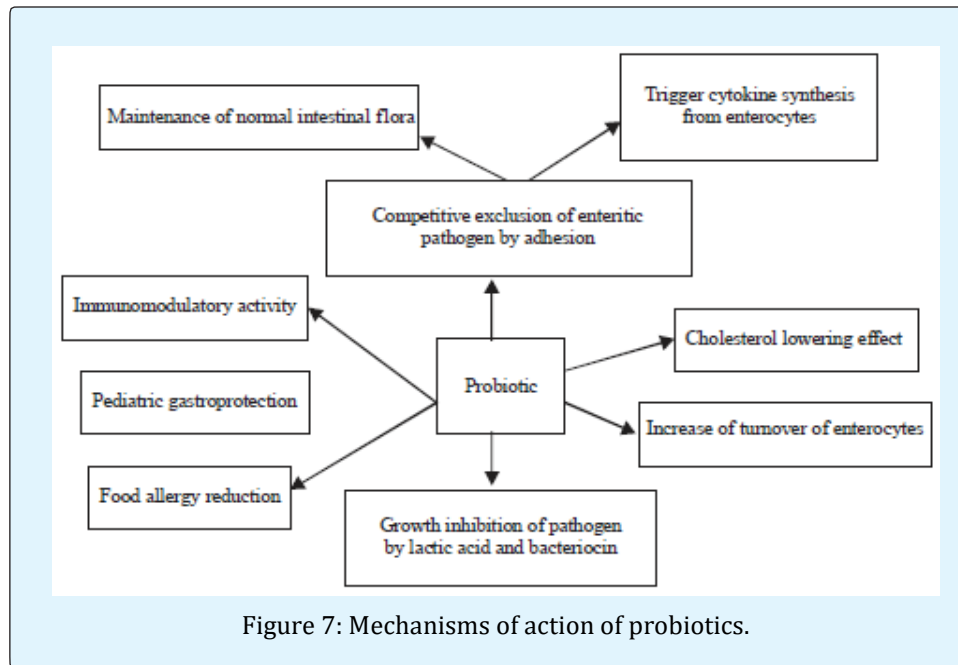 Maintenance of normal intestinal flora
Trigger cytokine synthesis
from enterocytes
Competitive exclusion of enteritic
pathogen by adhesion
Immunomodulatory activity
Cholesterol lowering effect
Probiotic
Pediatric gastroprotection
Increase of turnover of enterocytes
Food allergy reduction
Growth inhibition of pathogen
by lactic acid and bacteriocin
Figure 7: Mechanisms of action of probiotics.